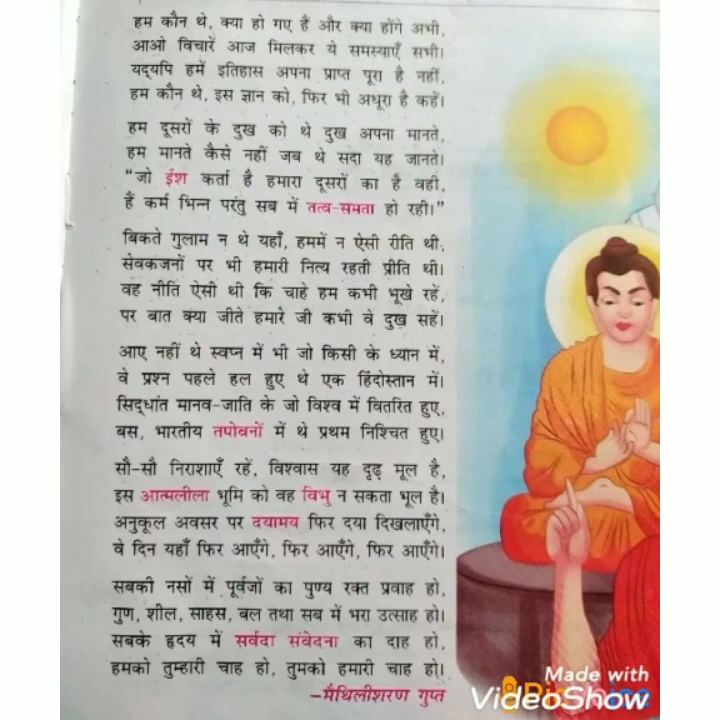 हम कौन थे, क्या हो गए हैं और क्या होंगे अभी,
आओ विचारें आज मिलकर ये समस्याएँ सभी।
यद्यपि हमें इतिहास अपना प्राप्त पूरा है नहीं,
हम कौन थे, इस ज्ञान को, फिर भी अधूरा है कहें।
हम दूसरों के दुख को थे दुख अपना मानते,
हम मानते कैसे नहीं जब थे सदा यह जानते।
“जो ईश कर्ता है हमारा दूसरों का है वही,
हैं कर्म भिन्न परंतु सब में तत्व-समता हो रही।”
बिकते गुलाम न थे यहाँ, हममें न ऐसी रीति थी,
सेवकजनों पर भी हमारी नित्य रहती प्रीति थी।
वह नीति ऐसी थी कि चाहे हम कभी भूखे रहें,
पर बात क्या जीते हमारे जी कभी वे दुख सहें।
आए नहीं थे स्वप्न में भी जो किसी के ध्यान में,
वे प्रश्न पहले हल हुए थे एक हिंदोस्तान में।
सिद्धांत मानव-जाति के जो विश्व में वितरित हुए,
बस, भारतीय तपोवनों में थे प्रथम निश्चित हुए।
सौ-सौ निराशाएँ रहें, विश्वास यह दृढ़ मूल है,
इस आत्मलीला भूमि को वह विभु न सकता भूल है।
अनुकूल अवसर पर दयामय फिर दया दिखलाएँगे,
वे दिन यहाँ फिर आएँगे, फिर आएँगे, फिर आएँगे।
सबकी नसों में पूर्वजों का पुण्य रक्त प्रवाह हो,
गुण, शील, साहस, बल तथा सब में भरा उत्साह हो।
सबके हृदय में सर्वदा संवेदना का दाह हो,
हमको तुम्हारी चाह हो, तुमको हमारी चाह हो।
–मैथिलीशरण गुप्त
Made with
VideoShow